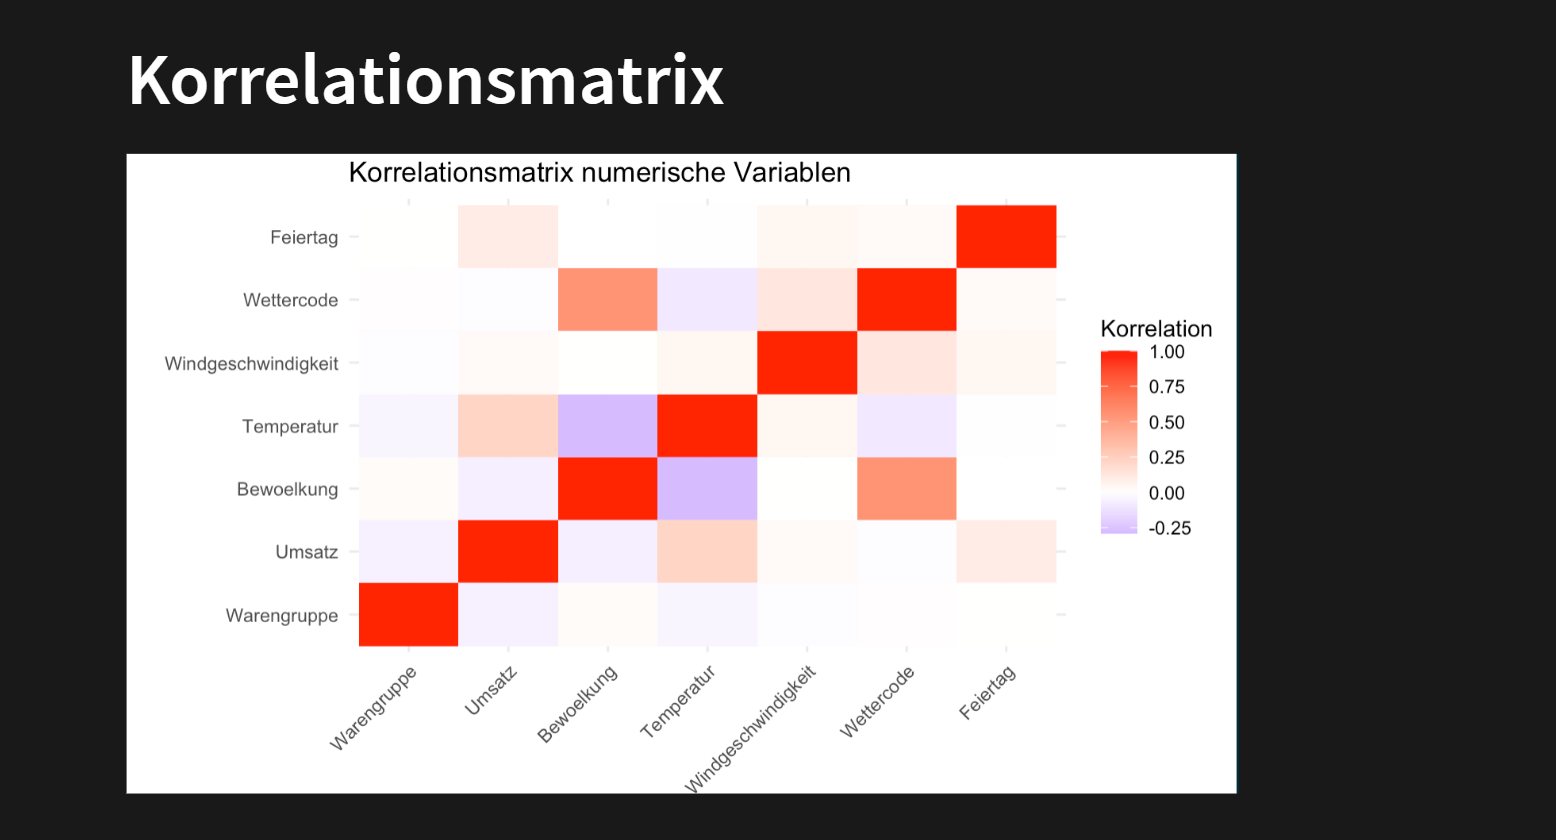 Korrelationsmatrix
Korrelationsmatrix numerische Variablen
Feiertag
Wettercode
Windgeschwindigkeit
Temperatur
Bewoelkung
Umsatz
Warengruppe
Warengruppe
Umsatz
Bewoelkung
Temperatur
Windgeschwindigkeit
Wettercode
Feiertag
Korrelation
1.00
0.75
0.50
0.25
0.00
-0.25